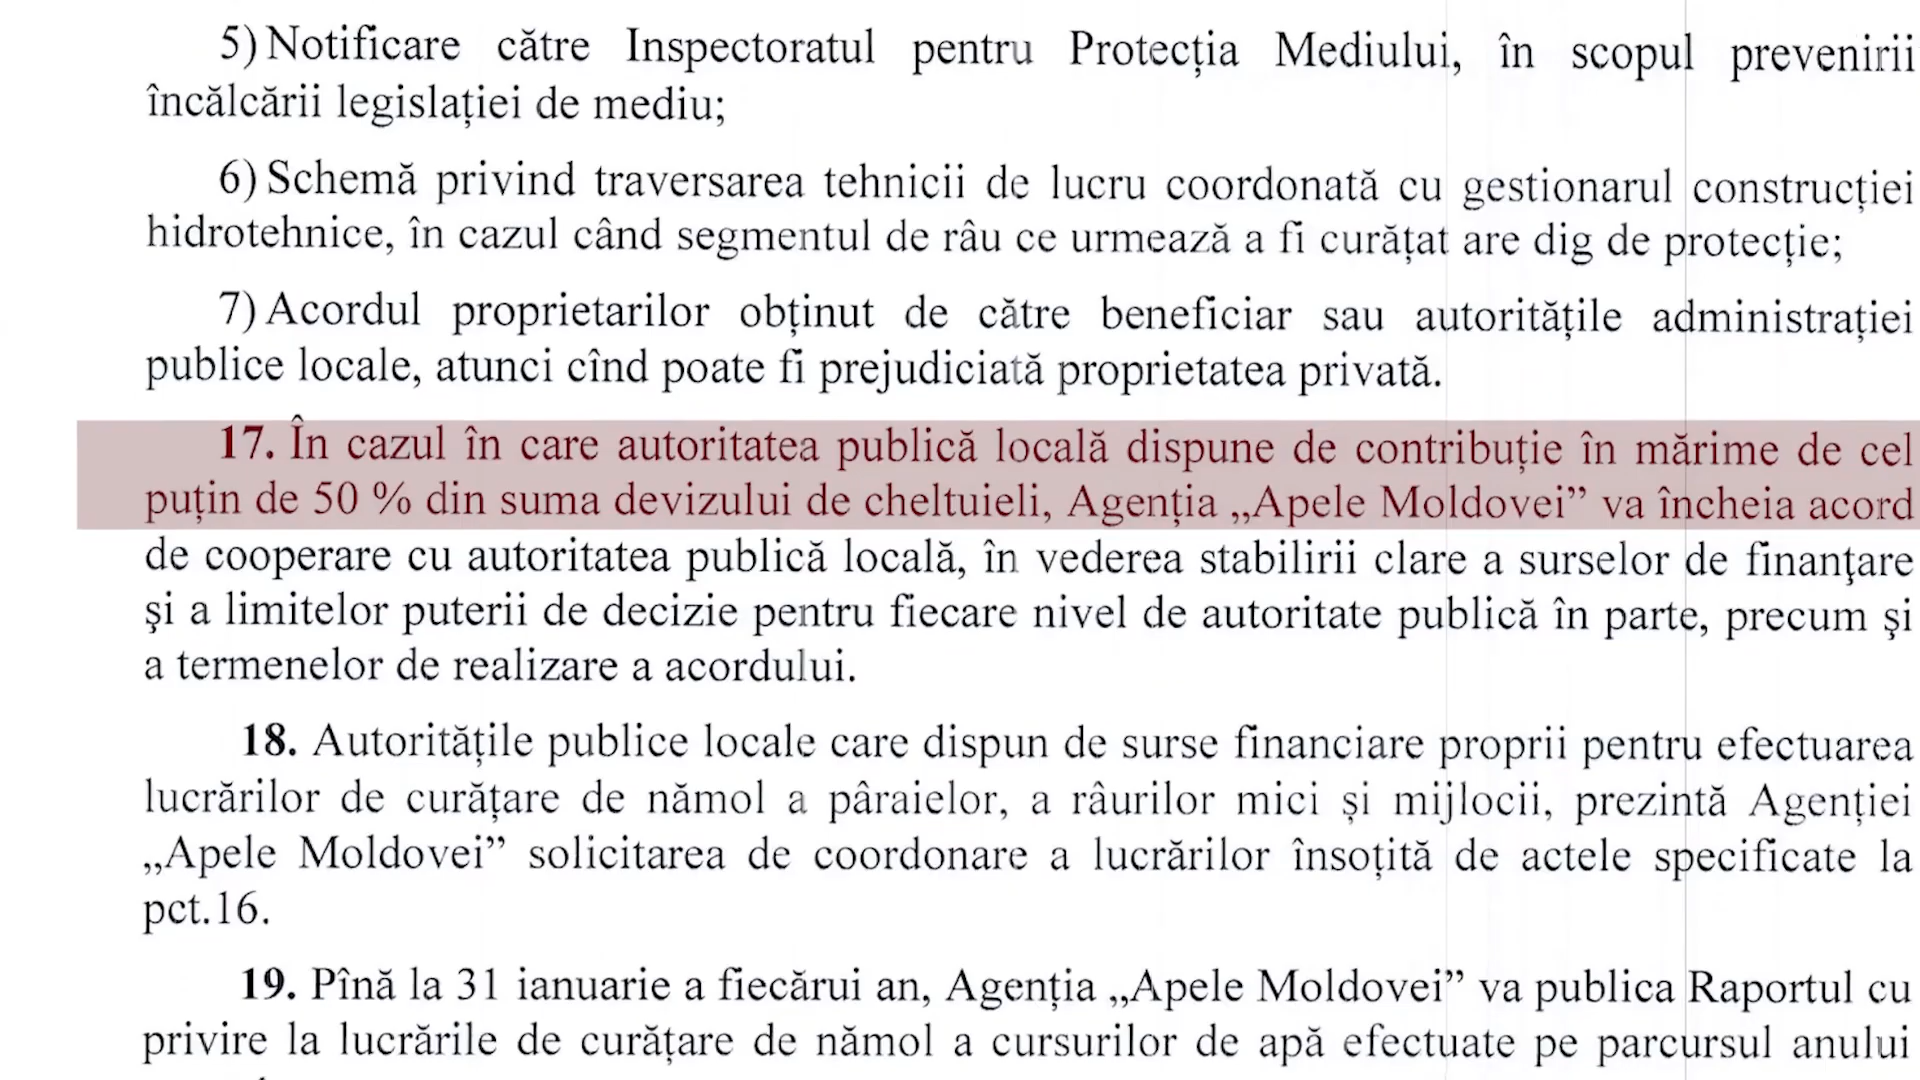 5) Notificare către Inspectoratul pentru Protecția Mediului, în scopul prevenirii
încălcării legislației de mediu;
6) Schemă privind traversarea tehnicii de lucru coordonată cu gestionarul construcției
hidrotehnice, în cazul când segmentul de râu ce urmează a fi curățat are dig de protecție;
7) Acordul proprietarilor obținut de către beneficiar sau autoritățile administrației
publice locale, atunci cînd poate fi prejudiciată proprietatea privată.
17. În cazul în care autoritatea publică locală dispune de contribuție în mărime de cel
puțin de 50 % din suma devizului de cheltuieli, Agenția „Apele Moldovei” va încheia acord
de cooperare cu autoritatea publică locală, în vederea stabilirii clare a surselor de finanţare
şi a limitelor puterii de decizie pentru fiecare nivel de autoritate publică în parte, precum şi
a termenelor de realizare a acordului.
18. Autoritățile publice locale care dispun de surse financiare proprii pentru efectuarea
lucrărilor de curățare de nămol a pâraielor, a râurilor mici și mijlocii, prezintă Agenției
„Apele Moldovei” solicitarea de coordonare a lucrărilor însoțită de actele specificate la
pct.16.
19. Pînă la 31 ianuarie a fiecărui an, Agenția „Apele Moldovei” va publica Raportul cu
privire la lucrările de curățare de nămol a cursurilor de apă efectuate pe parcursul anului